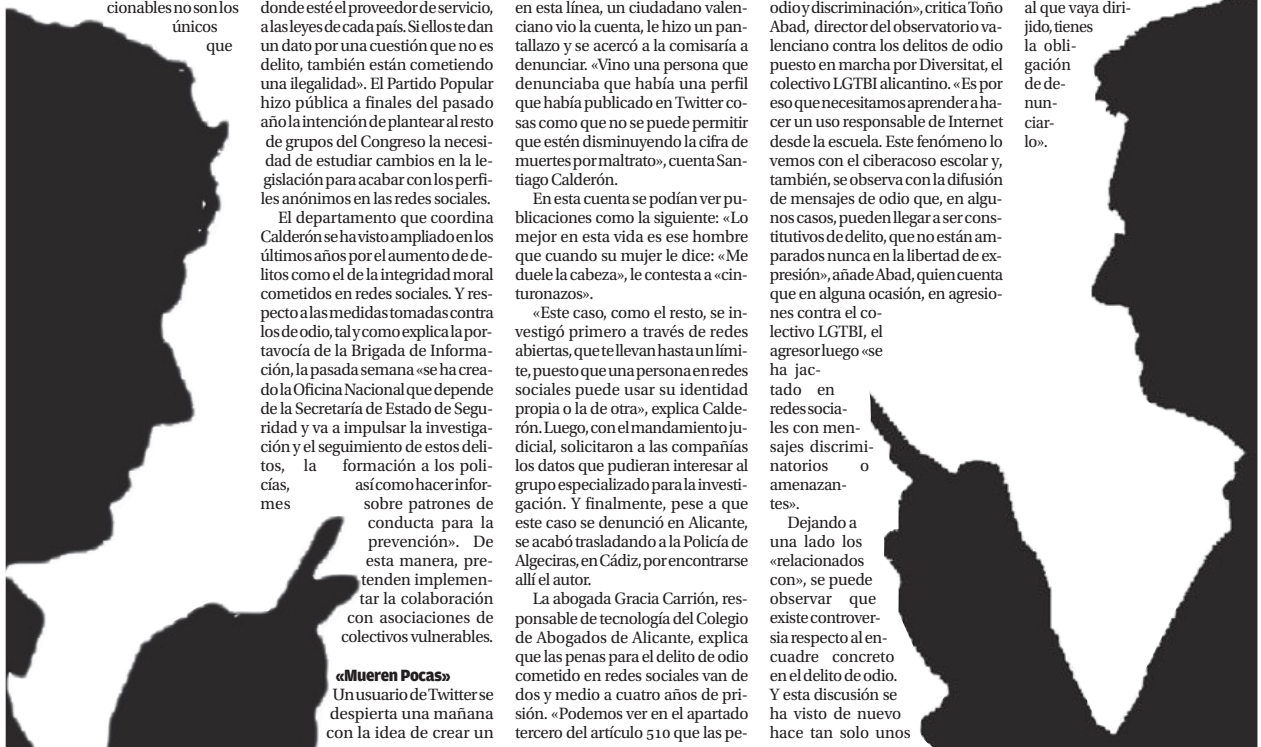 cionables no son los
únicos
que
donde esté el proveedor de servicio,
a las leyes de cada país. Si ellos te dan
un dato por una cuestión que no es
delito, también están cometiendo
una ilegalidad». El Partido Popular
hizo pública a finales del pasado
año la intención de plantear al resto
de grupos del Congreso la necesi-
dad de estudiar cambios en la le-
gislación para acabar con los perfi-
les anónimos en las redes sociales.
El departamento que coordina
Calderón se ha visto ampliado en los
últimos años por el aumento de de-
litos como el de la integridad moral
cometidos en redes sociales. Y res-
pecto a las medidas tomadas contra
los de odio, tal y como explica la por-
tavocía de la Brigada de Informa-
ción, la pasada semana «se ha crea-
do la Oficina Nacional que depende
de la Secretaría de Estado de Segu-
ridad y va a impulsar la investiga-
ción y el seguimiento de estos deli-
tos, la formación a los poli-
cías, así como hacer infor-
mes sobre patrones de
conducta para la
prevención». De
esta manera, pre-
tenden implemen-
tar la colaboración
con asociaciones de
colectivos vulnerables.
«Mueren Pocas»
Un usuario de Twitter se
despierta una mañana
con la idea de crear un
en esta línea, un ciudadano valen-
ciano vio la cuenta, le hizo un pan-
tallazo y se acercó a la comisaría a
denunciar. «Vino una persona que
denunciaba que había una perfil
que había publicado en Twitter co-
sas como que no se puede permitir
que estén disminuyendo la cifra de
muertes por maltrato», cuenta San-
tiago Calderón.
En esta cuenta se podían ver pu-
blicaciones como la siguiente: «Lo
mejor en esta vida es ese hombre
que cuando su mujer le dice: «Me
duele la cabeza», le contesta a «cin-
turonazos».
«Este caso, como el resto, se in-
vestigó primero a través de redes
abiertas, que te llevan hasta un lími-
te, puesto que una persona en redes
sociales puede usar su identidad
propia o la de otra», explica Calde-
rón. Luego, con el mandamiento ju-
dicial, solicitaron a las compañías
los datos que pudieran interesar al
grupo especializado para la investi-
gación. Y finalmente, pese a que
este caso se denunció en Alicante,
se acabó trasladando a la Policía de
Algeciras, en Cádiz, por encontrarse
allí el autor.
La abogada Gracia Carrión, res-
ponsable de tecnología del Colegio
de Abogados de Alicante, explica
que las penas para el delito de odio
cometido en redes sociales van de
dos y medio a cuatro años de pri-
sión. «Podemos ver en el apartado
tercero del artículo 510 que las pe-
odio y discriminación», critica Toño
Abad, director del observatorio va-
lenciano contra los delitos de odio
puesto en marcha por Diversitat, el
colectivo LGTBI alicantino. «Es por
eso que necesitamos aprender a ha-
cer un uso responsable de Internet
desde la escuela. Este fenómeno lo
vemos con el ciberacoso escolar y,
también, se observa con la difusión
de mensajes de odio que, en algu-
nos casos, pueden llegar a ser cons-
titutivos de delito, que no están am-
parados nunca en la libertad de ex-
presión», añade Abad, quien cuenta
que en alguna ocasión, en agresio-
nes contra el co-
lectivo LGTBI, el
agresor luego «se
ha jac-
tado en
redes socia-
les con men-
sajes discrimi-
natorios o
amenazan-
tes».
Dejando a
una lado los
«relacionados
con», se puede
observar que
existe controver-
sia respecto al en-
cuadre concreto
en el delito de odio.
Y esta discusión se
ha visto de nuevo
hace tan solo unos
al que vaya diri-
jido, tienes
la obli-
gación
de de-
nun-
ciar-
lo».